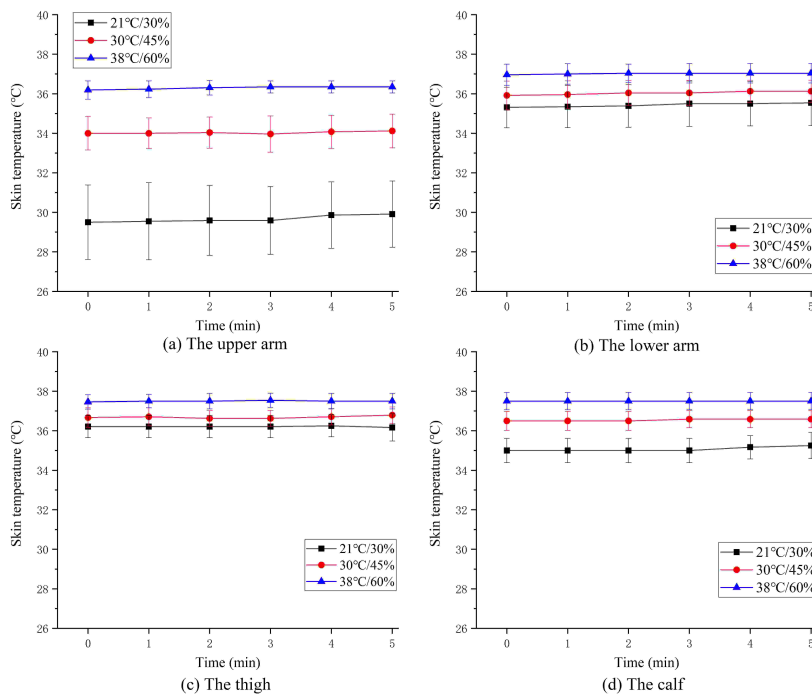 40
38
36
34
32
30
28
26
Skin temperature (℃)
21℃/30%
30℃/45%
38℃/60%
0 1 2 3 4 5
Time (min)
(a) The upper arm
40
38
36
34
32
30
28
26
Skin temperature (℃)
21℃/30%
30℃/45%
38℃/60%
0 1 2 3 4 5
Time (min)
(b) The lower arm
40
38
36
34
32
30
28
26
Skin temperature (℃)
21℃/30%
30℃/45%
38℃/60%
0 1 2 3 4 5
Time (min)
(c) The thigh
40
38
36
34
32
30
28
26
Skin temperature (℃)
21℃/30%
30℃/45%
38℃/60%
0 1 2 3 4 5
Time (min)
(d) The calf